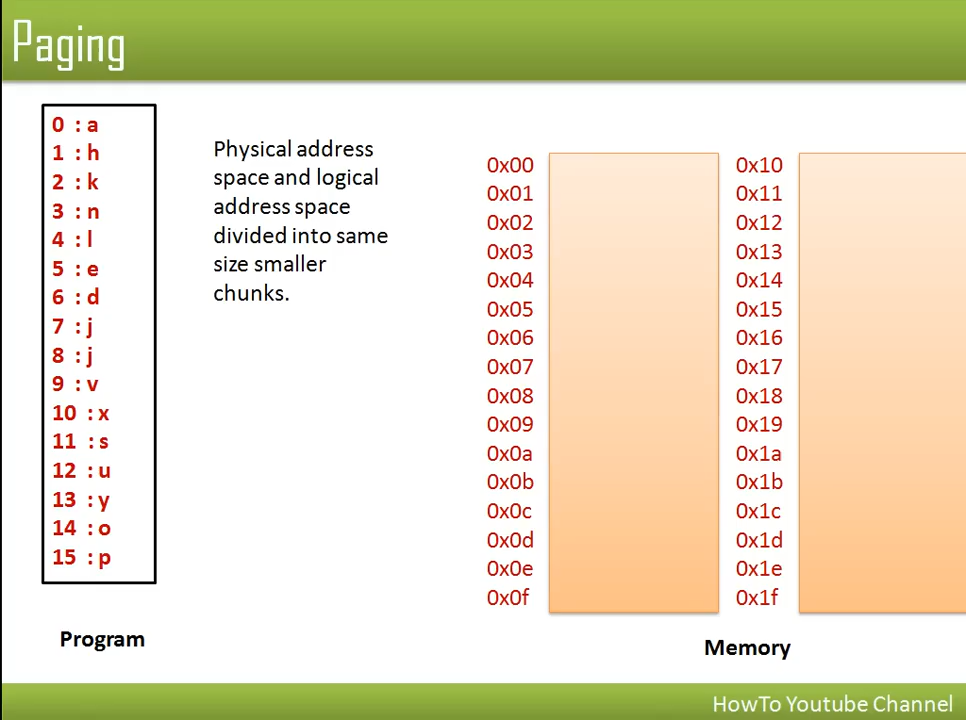 Paging
0 : a
1 : h
2 : k
3 : n
4 : l
5 : e
6 : d
7 : j
8 : j
9 : v
10 : x
11 : s
12 : u
13 : y
14 : o
15 : p
Program
Physical address
space and logical
address space
divided into same
size smaller
chunks.
0x00
0x01
0x02
0x03
0x04
0x05
0x06
0x07
0x08
0x09
0x0a
0x0b
0x0c
0x0d
0x0e
0x0f
0x10
0x11
0x12
0x13
0x14
0x15
0x16
0x17
0x18
0x19
0x1a
0x1b
0x1c
0x1d
0x1e
0x1f
Memory
HowTo Youtube Channel